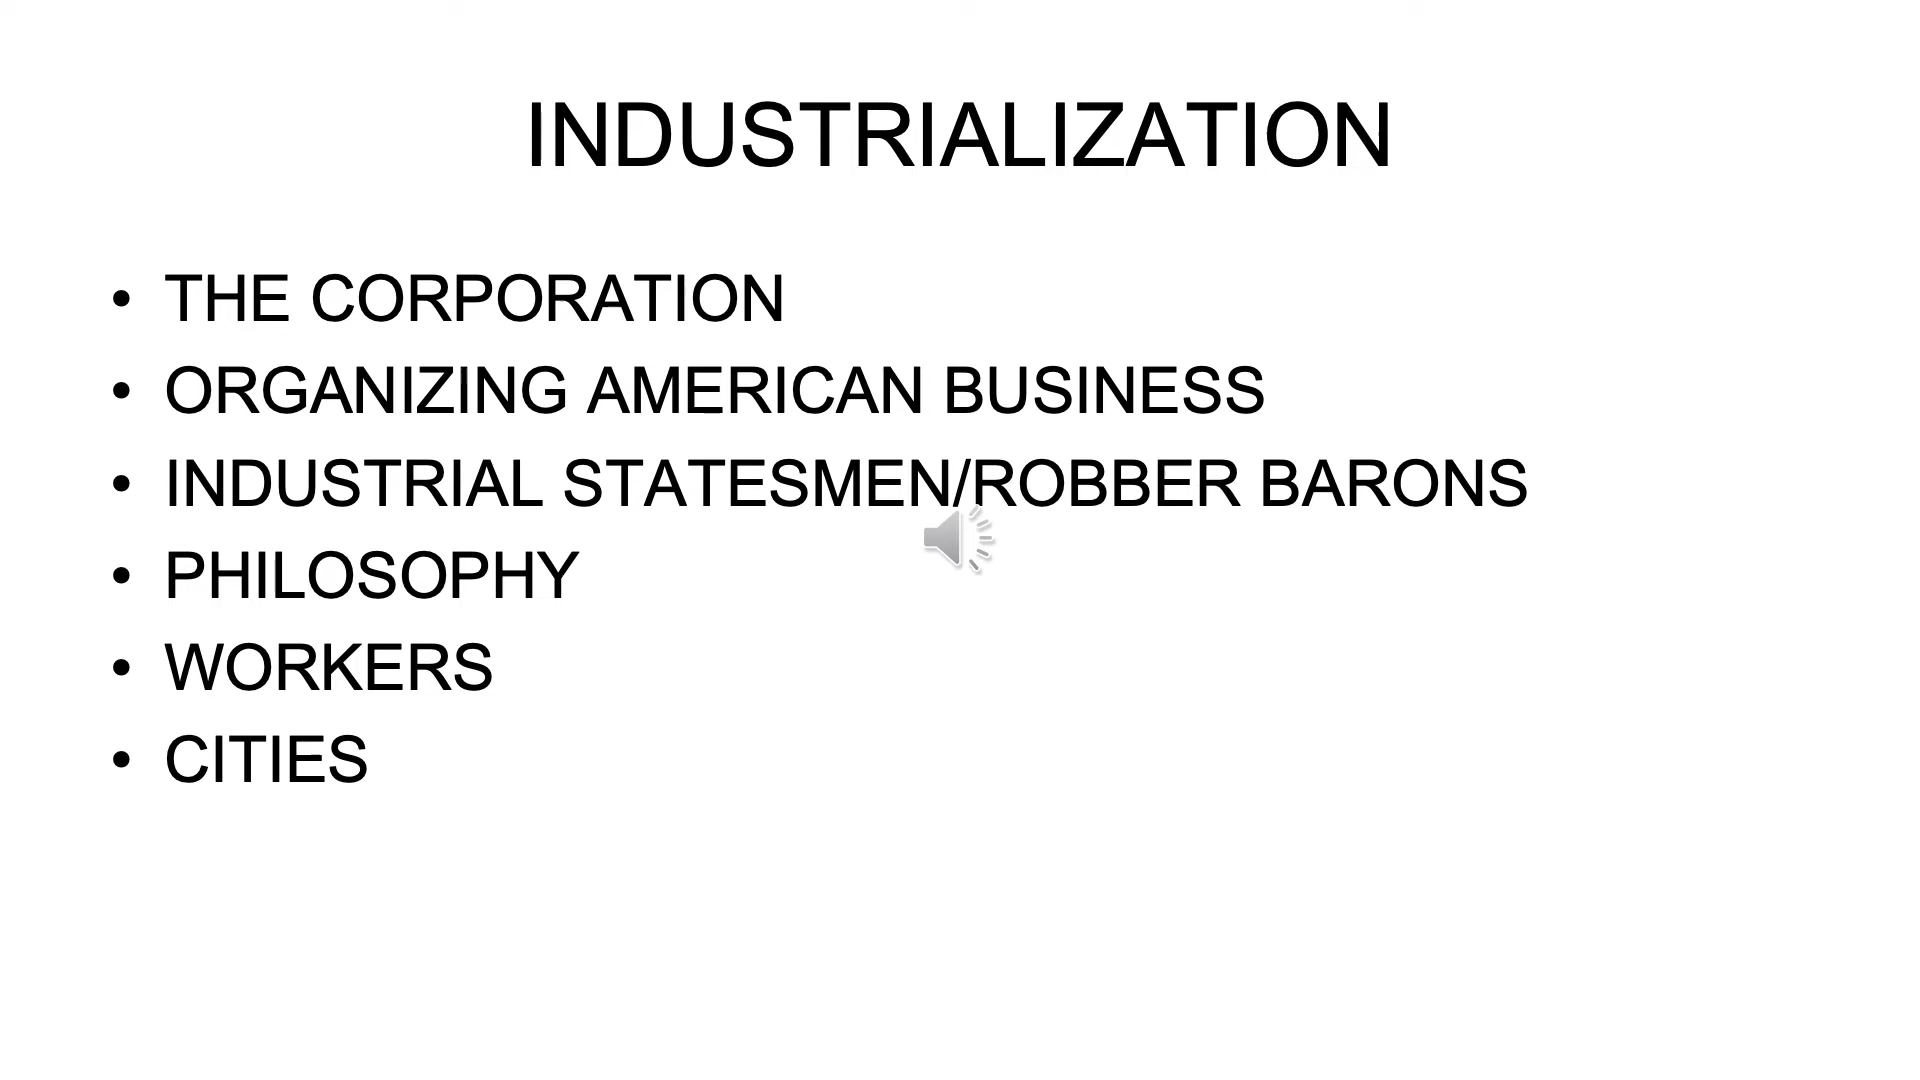 INDUSTRIALIZATION
• THE CORPORATION
• ORGANIZING AMERICAN BUSINESS
• INDUSTRIAL STATESMEN/ROBBER BARONS
• PHILOSOPHY
• WORKERS
• CITIES